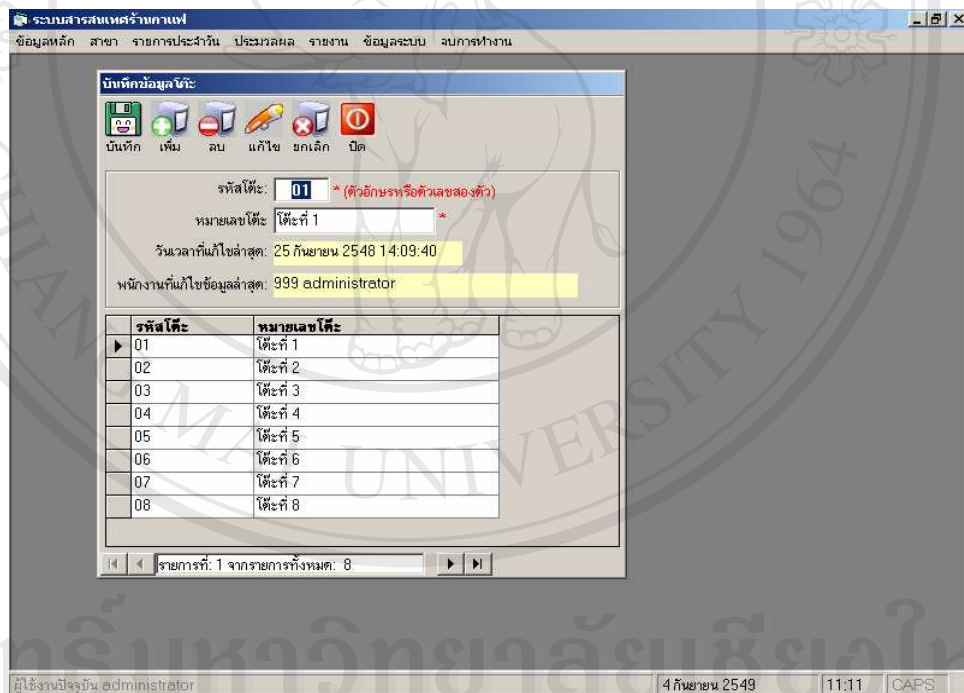 ระบบสารสนเทศร้านกาแฟ
ข้อมูลหลัก สาขา รายการประจำวัน ประมวลผล รายงาน ข้อมูลระบบ จบการทำงาน
บันทึกข้อมูลโต๊ะ
บันทึก เพิ่ม ลบ แก้ไข ยกเลิก ปิด
รหัสโต๊ะ: 01 * (ตัวอักษรหรือตัวเลขสองตัว)
หมายเลขโต๊ะ โต๊ะที่ 1 *
วันเวลาที่แก้ไขล่าสุด: 25 กันยายน 2548 14:09:40
พนักงานที่แก้ไขข้อมูลล่าสุด: 999 administrator
รหัสโต๊ะ หมายเลขโต๊ะ
01 โต๊ะที่ 1
02 โต๊ะที่ 2
03 โต๊ะที่ 3
04 โต๊ะที่ 4
05 โต๊ะที่ 5
06 โต๊ะที่ 6
07 โต๊ะที่ 7
08 โต๊ะที่ 8
รายการที่: 1 จากรายการทั้งหมด: 8
ผู้ใช้งานปัจจุบัน administrator 4 กันยายน 2549 11:11 CAPS
CHIANG MAI UNIVERSITY 1964